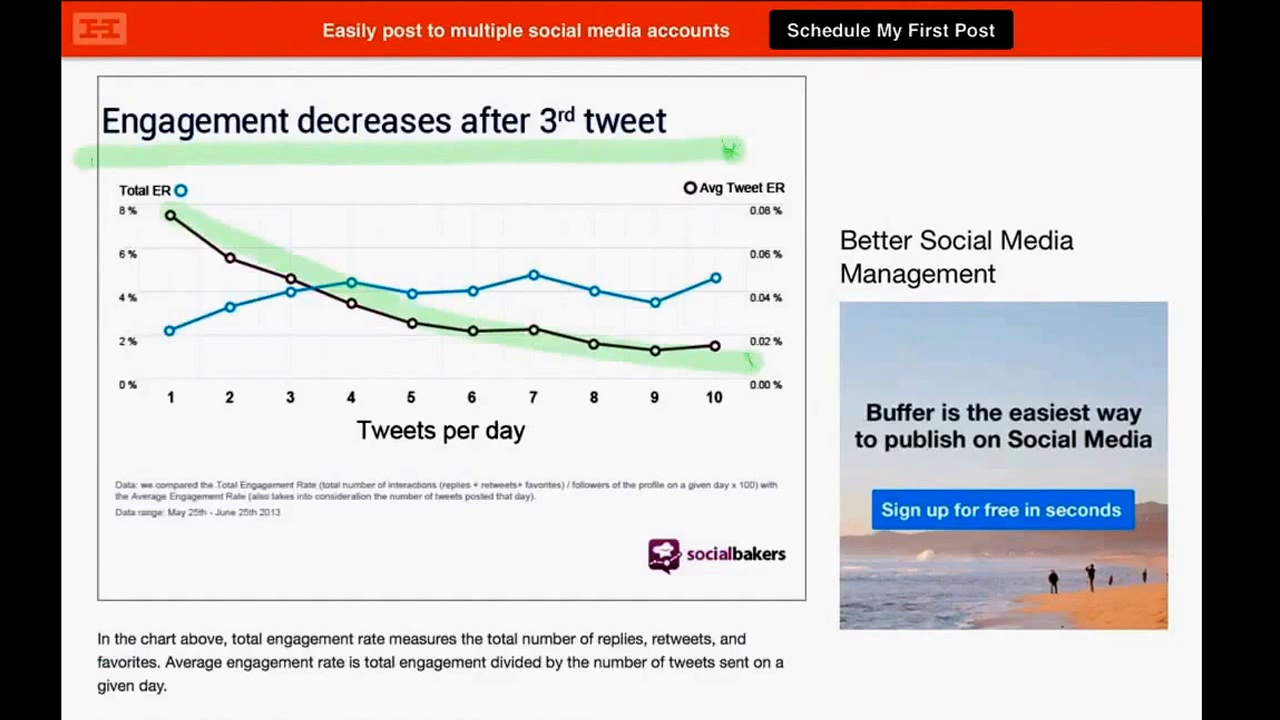 Easily post to multiple social media accounts
Schedule My First Post
Engagement decreases after 3rd tweet
Total ER
Avg Tweet ER
8 %
0.08 %
6 %
0.06 %
4 %
0.04 %
2 %
0.02 %
0 %
0.00 %
1 2 3 4 5 6 7 8 9 10
Tweets per day
Data: we compared the Total Engagement Rate (total number of interactions (replies + retweets+ favorites) / followers of the profile on a given day x 100) with
the Average Engagement Rate (also takes into consideration the number of tweets posted that day).
Data range: May 25th - June 25th 2013
socialbakers
In the chart above, total engagement rate measures the total number of replies, retweets, and
favorites. Average engagement rate is total engagement divided by the number of tweets sent on a
given day.
Better Social Media
Management
Buffer is the easiest way
to publish on Social Media
Sign up for free in seconds